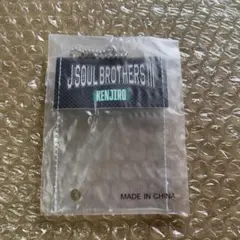 J SOUL BROTHERS III
KENJIRO
MADE IN CHINA